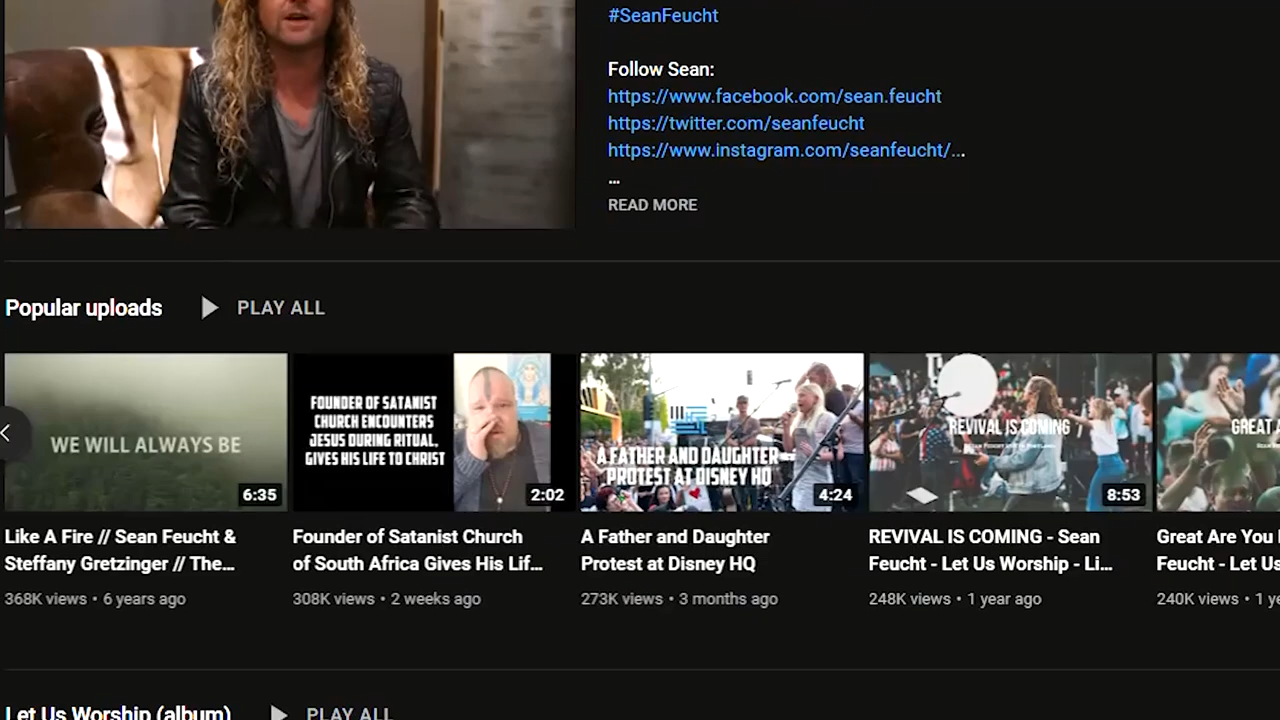 #SeanFeucht
Follow Sean:
https://www.facebook.com/sean.feucht
https://twitter.com/seanfeucht
https://www.instagram.com/seanfeucht/...
...
READ MORE
Popular uploads PLAY ALL
WE WILL ALWAYS BE
6:35
FOUNDER OF SATANIST
CHURCH ENCOUNTERS
JESUS DURING RITUAL,
GIVES HIS LIFE TO CHRIST
2:02
A FATHER AND DAUGHTER
PROTEST AT DISNEY HQ
4:24
REVIVAL IS COMING
8:53
GREAT A
Like A Fire // Sean Feucht &
Steffany Gretzinger // The...
368K views • 6 years ago
Founder of Satanist Church
of South Africa Gives His Lif...
308K views • 2 weeks ago
A Father and Daughter
Protest at Disney HQ
273K views • 3 months ago
REVIVAL IS COMING - Sean
Feucht - Let Us Worship - Li...
248K views • 1 year ago
Great Are You
Feucht - Let Us
240K views • 1 ye
Let Us Worship (album) PLAY ALL